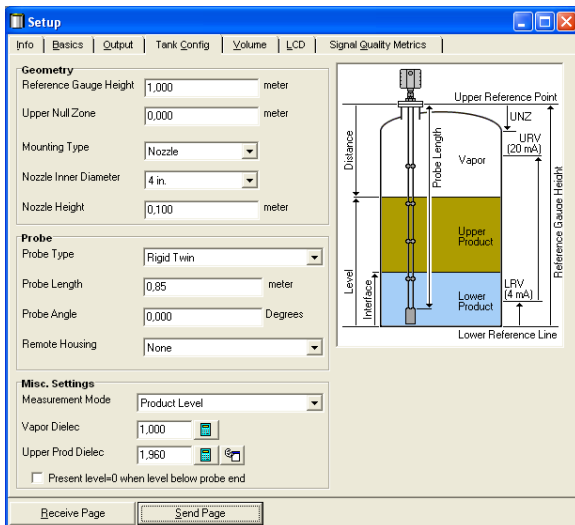 Setup
Info Basics Output Tank Config Volume LCD Signal Quality Metrics
Geometry
Reference Gauge Height 1,000 meter
Upper Null Zone 0,000 meter
Mounting Type Nozzle
Nozzle Inner Diameter 4 in.
Nozzle Height 0,100 meter
Probe
Probe Type Rigid Twin
Probe Length 0,85 meter
Probe Angle 0,000 Degrees
Remote Housing None
Misc. Settings
Measurement Mode Product Level
Vapor Dielec 1,000
Upper Prod Dielec 1,960
Present level=0 when level below probe end
Receive Page Send Page
Upper Reference Point
UNZ
URV
(20 mA)
Distance
Probe Length
Vapor
Reference Gauge Height
Upper
Product
Level
Interface
Lower
Product
LRV
(4 mA)
Lower Reference Line